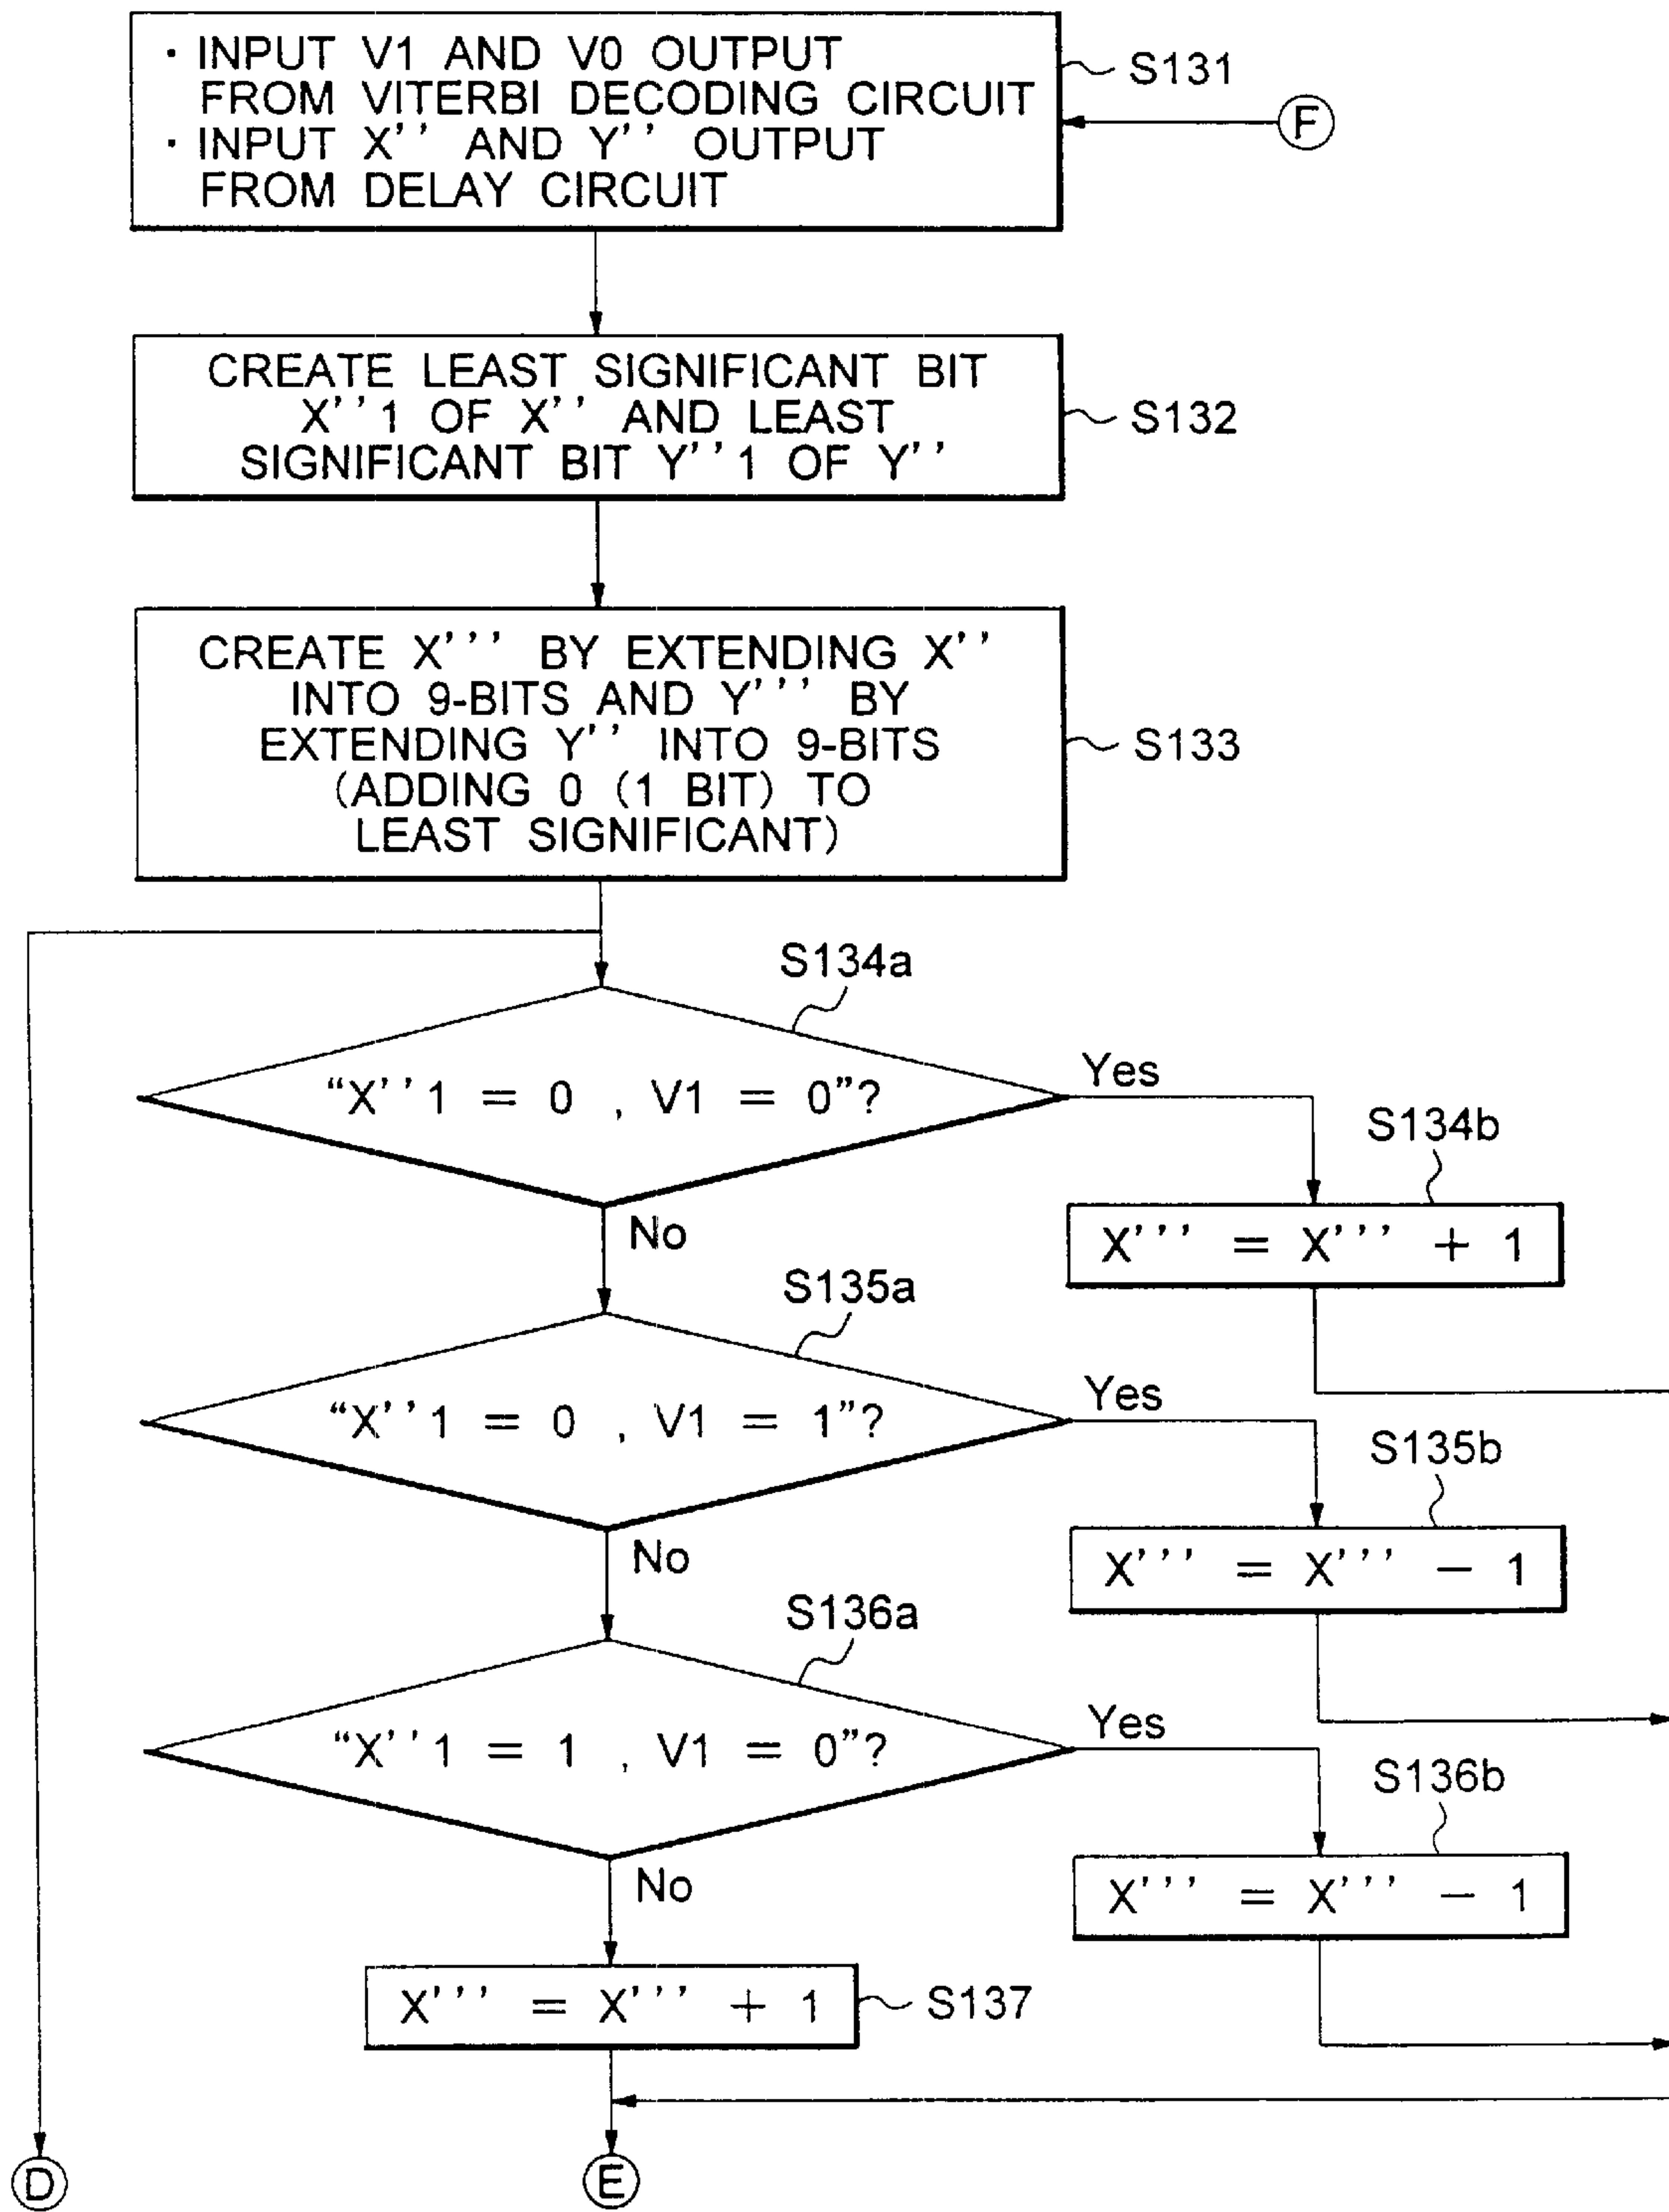 · INPUT V1 AND V0 OUTPUT
FROM VITERBI DECODING CIRCUIT
· INPUT X'' AND Y'' OUTPUT
FROM DELAY CIRCUIT
S131
F
CREATE LEAST SIGNIFICANT BIT
X''1 OF X'' AND LEAST
SIGNIFICANT BIT Y''1 OF Y''
S132
CREATE X''' BY EXTENDING X''
INTO 9-BITS AND Y''' BY
EXTENDING Y'' INTO 9-BITS
(ADDING 0 (1 BIT) TO
LEAST SIGNIFICANT)
S133
S134a
“X''1 = 0 , V1 = 0”?
Yes
S134b
X''' = X''' + 1
No
S135a
“X''1 = 0 , V1 = 1”?
Yes
S135b
X''' = X''' − 1
No
S136a
“X''1 = 1 , V1 = 0”?
Yes
S136b
X''' = X''' − 1
No
X''' = X''' + 1
S137
D
E